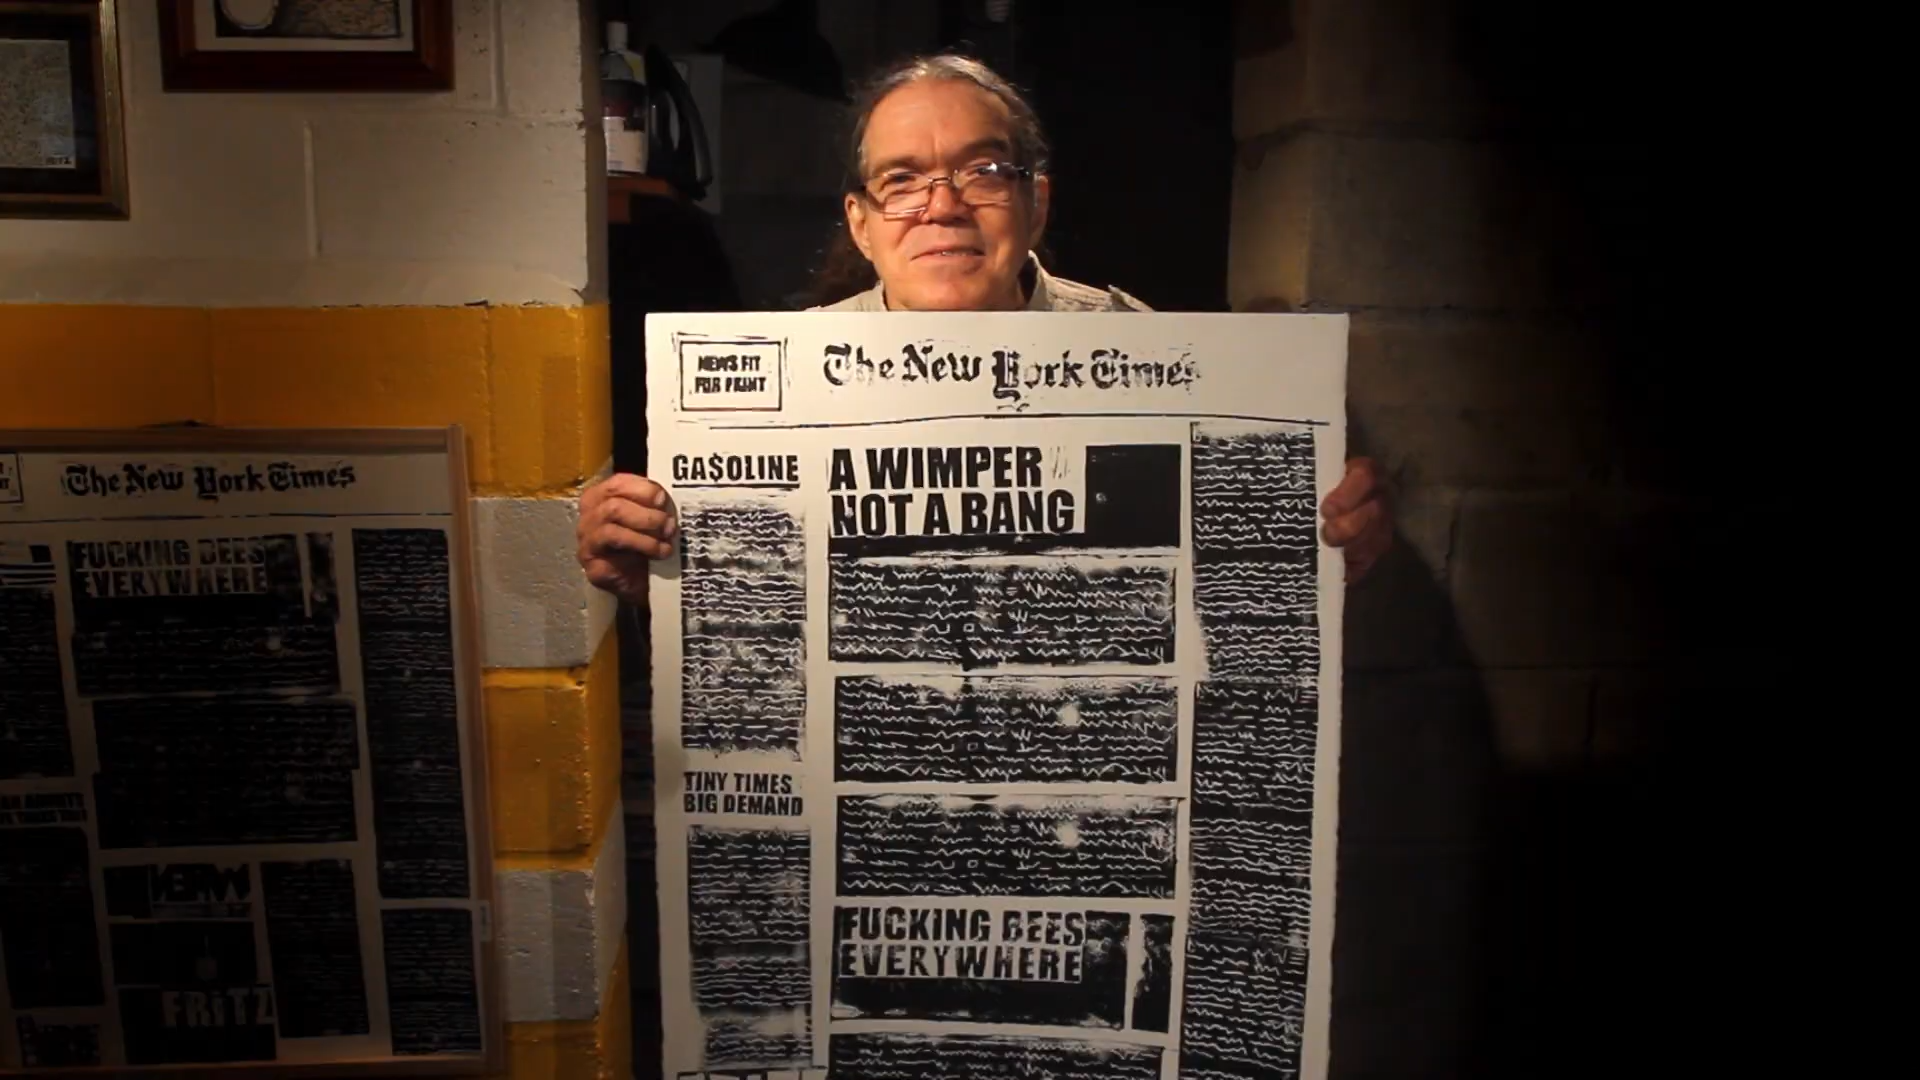 NEWS FIT
FOR PRINT
The New York Times
GA$OLINE
A WIMPER
NOT A BANG
TINY TIMES
BIG DEMAND
FUCKING BEES
EVERYWHERE
The New York Times
FUCKING BEES
EVERYWHERE
FRiTZ